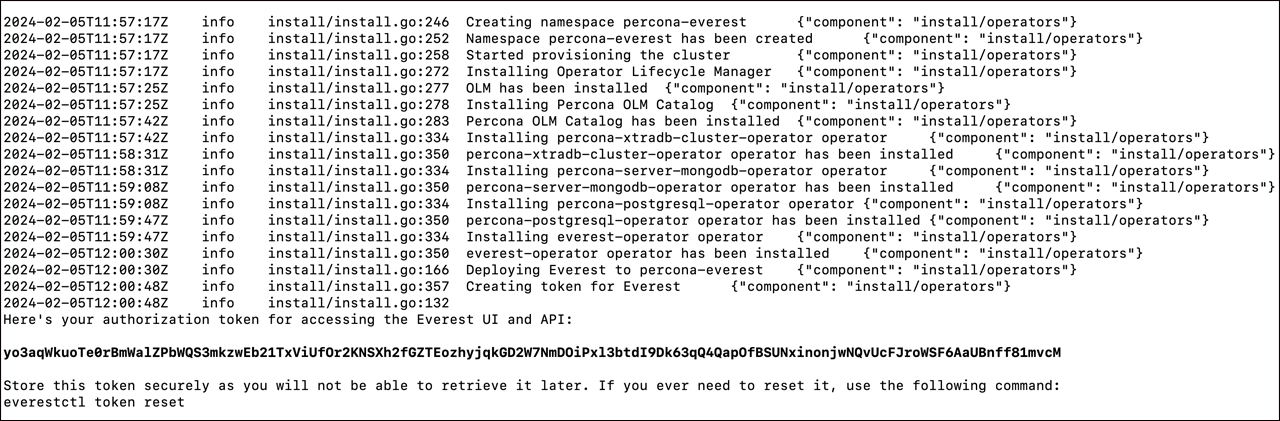 2024-02-05T11:57:17Z info install/install.go:246 Creating namespace percona-everest {"component": "install/operators"}
2024-02-05T11:57:17Z info install/install.go:252 Namespace percona-everest has been created {"component": "install/operators"}
2024-02-05T11:57:17Z info install/install.go:258 Started provisioning the cluster {"component": "install/operators"}
2024-02-05T11:57:17Z info install/install.go:272 Installing Operator Lifecycle Manager {"component": "install/operators"}
2024-02-05T11:57:25Z info install/install.go:277 OLM has been installed {"component": "install/operators"}
2024-02-05T11:57:25Z info install/install.go:278 Installing Percona OLM Catalog {"component": "install/operators"}
2024-02-05T11:57:42Z info install/install.go:283 Percona OLM Catalog has been installed {"component": "install/operators"}
2024-02-05T11:57:42Z info install/install.go:334 Installing percona-xtradb-cluster-operator operator {"component": "install/operators"}
2024-02-05T11:58:31Z info install/install.go:350 percona-xtradb-cluster-operator operator has been installed {"component": "install/operators"}
2024-02-05T11:58:31Z info install/install.go:334 Installing percona-server-mongodb-operator operator {"component": "install/operators"}
2024-02-05T11:59:08Z info install/install.go:350 percona-server-mongodb-operator operator has been installed {"component": "install/operators"}
2024-02-05T11:59:08Z info install/install.go:334 Installing percona-postgresql-operator operator {"component": "install/operators"}
2024-02-05T11:59:47Z info install/install.go:350 percona-postgresql-operator operator has been installed {"component": "install/operators"}
2024-02-05T11:59:47Z info install/install.go:334 Installing everest-operator operator {"component": "install/operators"}
2024-02-05T12:00:30Z info install/install.go:350 everest-operator operator has been installed {"component": "install/operators"}
2024-02-05T12:00:30Z info install/install.go:166 Deploying Everest to percona-everest {"component": "install/operators"}
2024-02-05T12:00:48Z info install/install.go:357 Creating token for Everest {"component": "install/operators"}
2024-02-05T12:00:48Z info install/install.go:132
Here's your authorization token for accessing the Everest UI and API:
yo3aqWkuoTe0rBmWalZPbWQS3mkzwEb21TxViUfOr2KNSXh2fGZTEozhyjqkGD2W7NmDOiPxl3btdI9Dk63qQ4QapOfBSUNxinonjwNQvUcFJroWSF6AaUBnff81mvcM
Store this token securely as you will not be able to retrieve it later. If you ever need to reset it, use the following command:
everestctl token reset